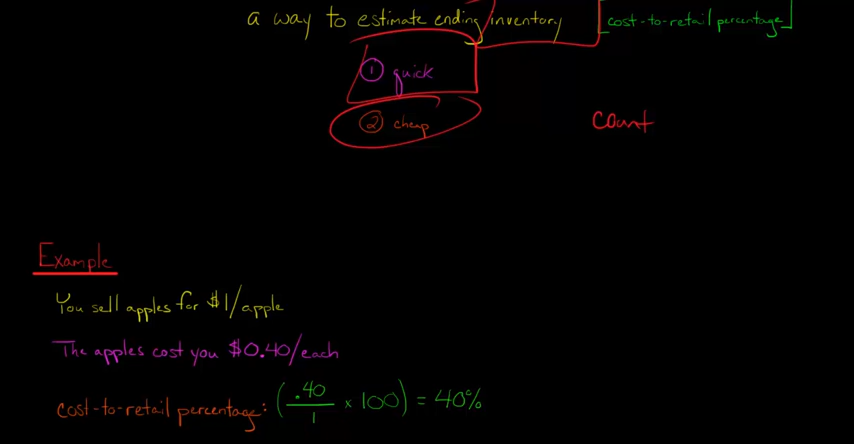 a way to estimate ending inventory [cost-to-retail percentage]
① quick
② cheap
count
Example
You sell apples for $1/apple
The apples cost you $0.40/each
cost-to-retail percentage: (.40/1 × 100) = 40%